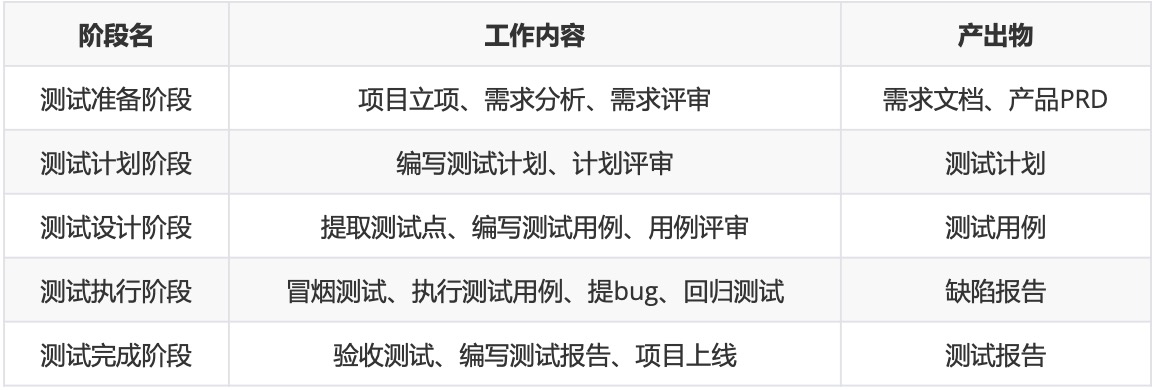 阶段名 工作内容 产出物
测试准备阶段 项目立项、需求分析、需求评审 需求文档、产品PRD
测试计划阶段 编写测试计划、计划评审 测试计划
测试设计阶段 提取测试点、编写测试用例、用例评审 测试用例
测试执行阶段 冒烟测试、执行测试用例、提bug、回归测试 缺陷报告
测试完成阶段 验收测试、编写测试报告、项目上线 测试报告